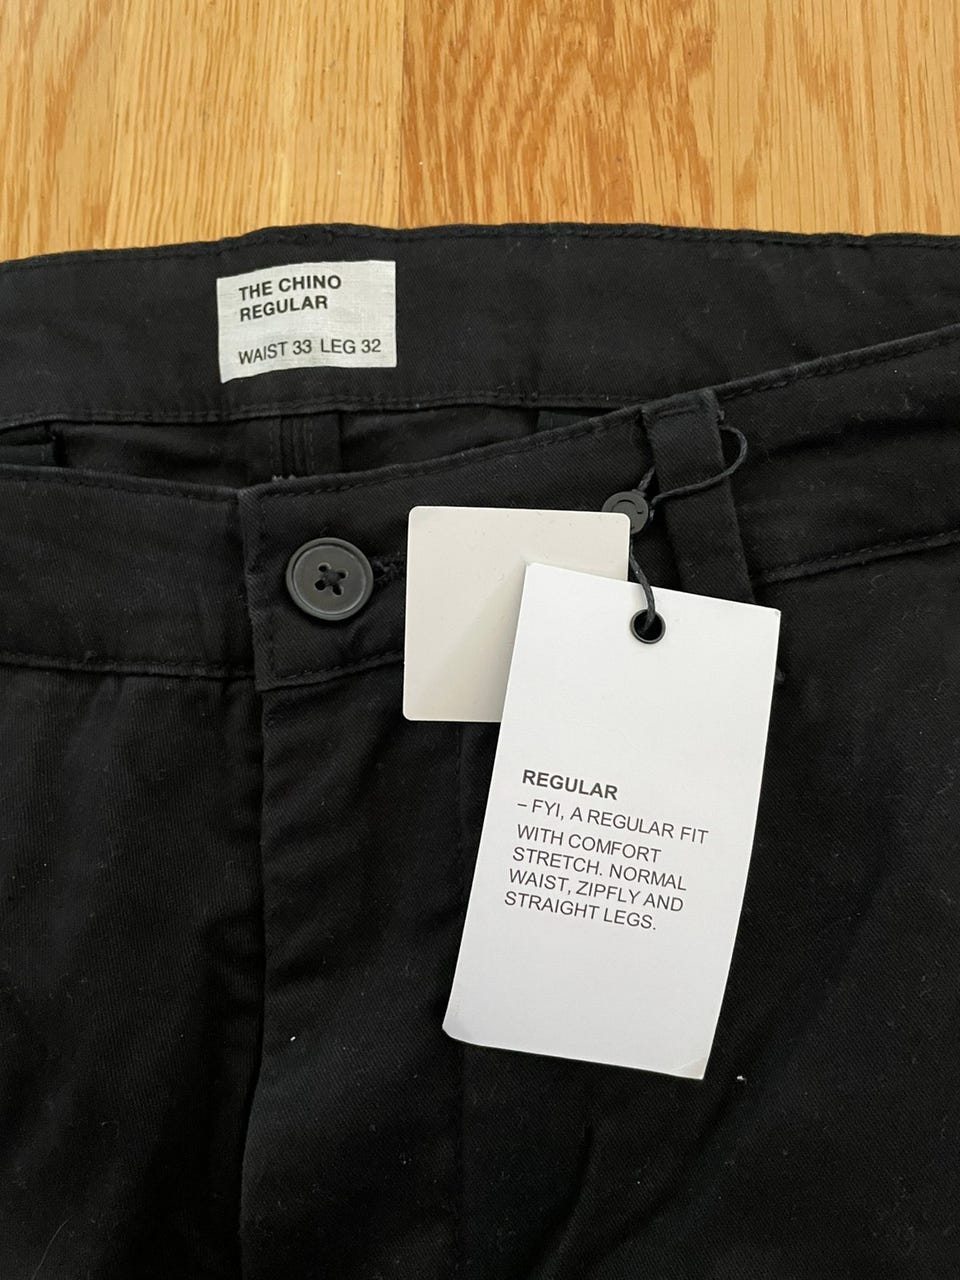 THE CHINO
REGULAR
WAIST 33 LEG 32
REGULAR
– FYI, A REGULAR FIT
WITH COMFORT
STRETCH. NORMAL
WAIST, ZIPFLY AND
STRAIGHT LEGS.